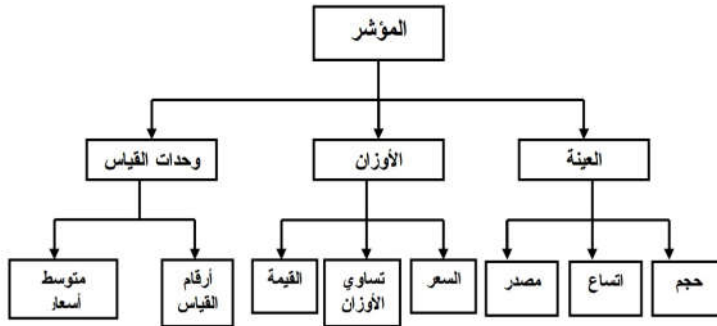 المؤشر
العينة
الأوزان
وحدات القياس
حجم
اتساع
مصدر
السعر
تساوي
الأوزان
القيمة
أرقام
القياس
متوسط
أسعار